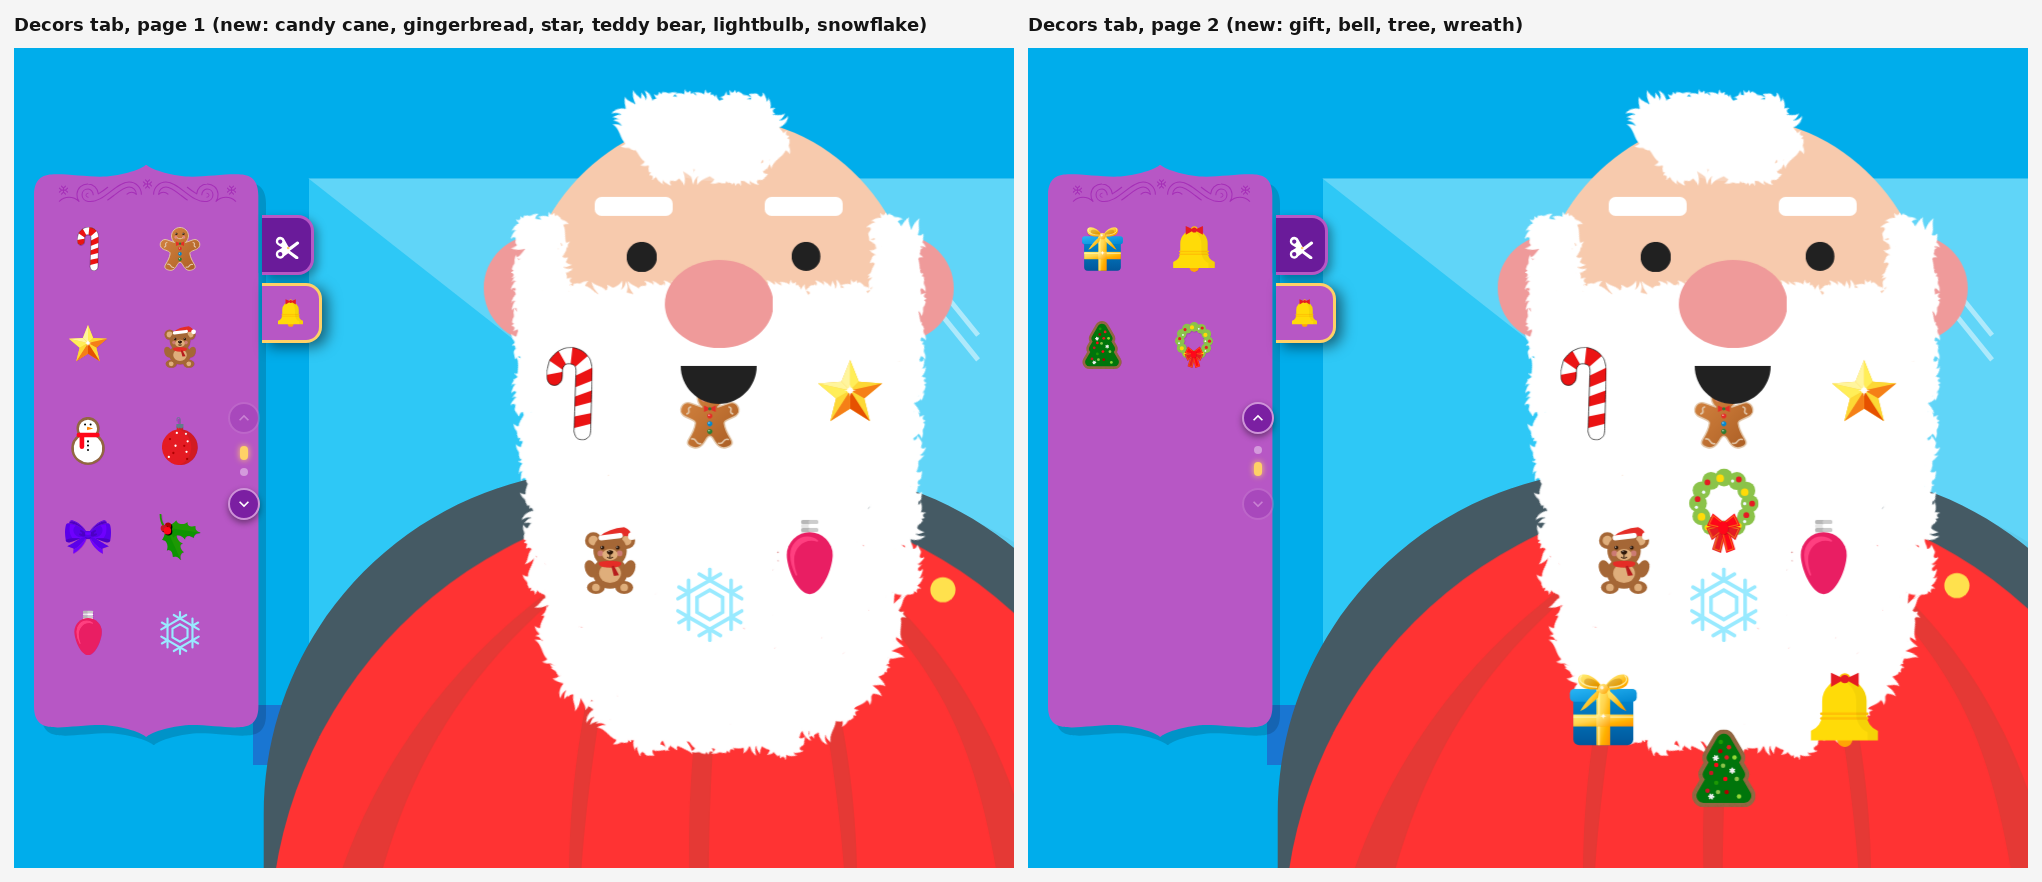 Decors tab, page 1 (new: candy cane, gingerbread, star, teddy bear, lightbulb, snowflake)
Decors tab, page 2 (new: gift, bell, tree, wreath)